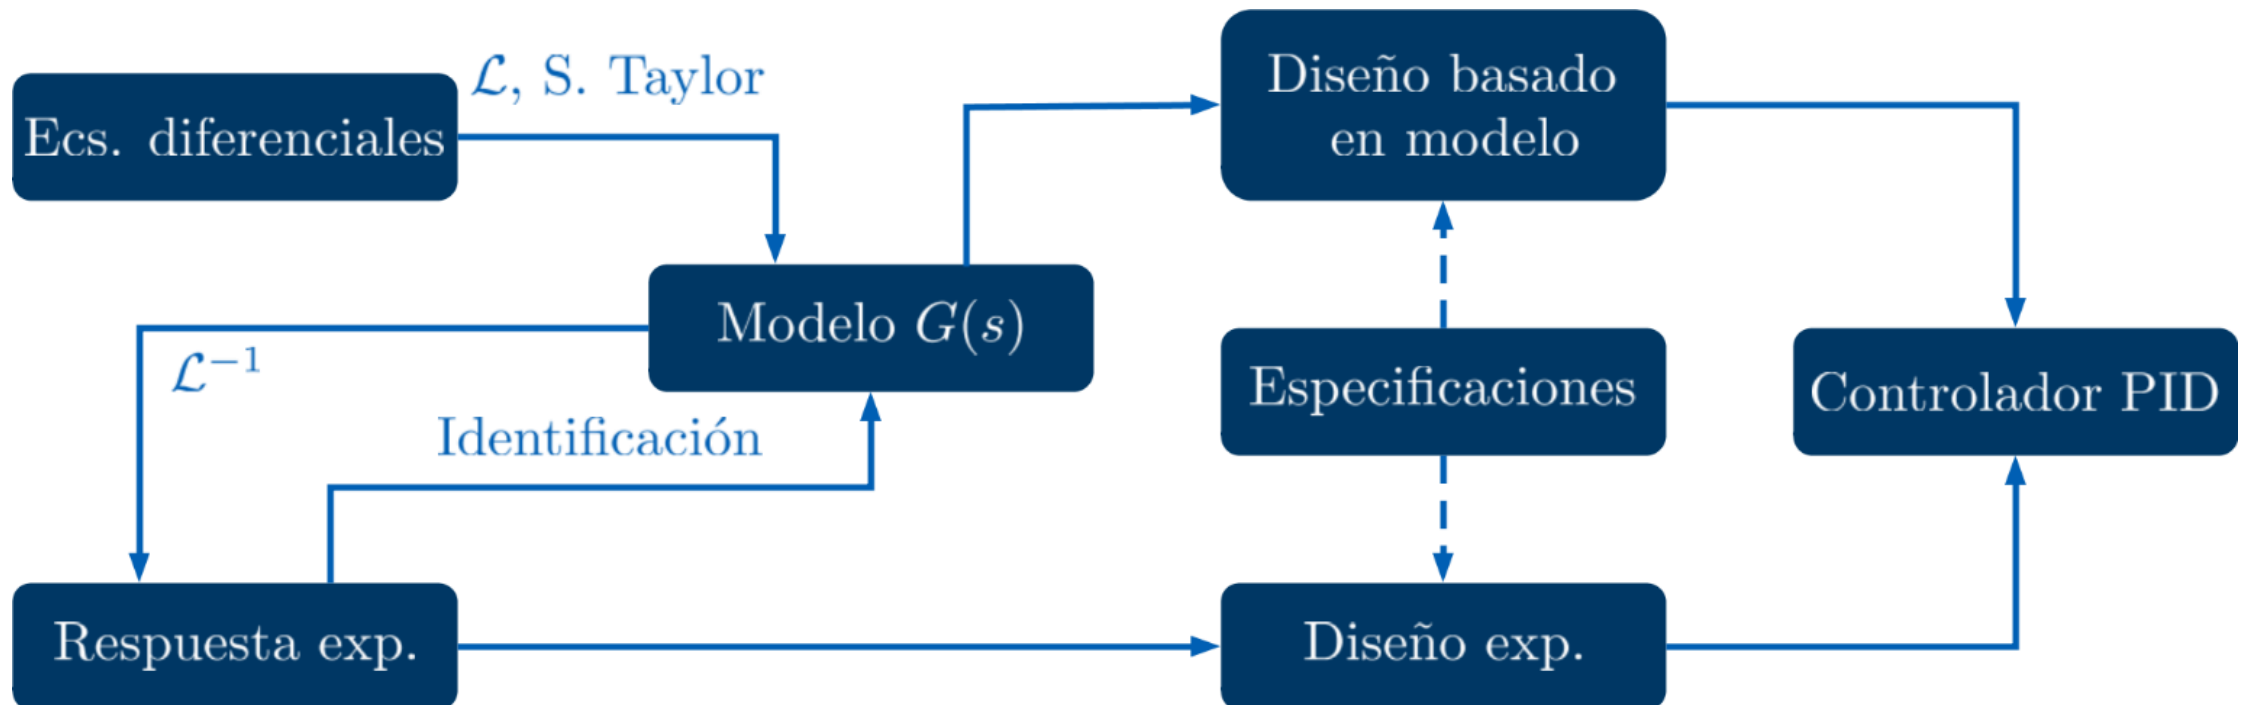 Ecs. diferenciales
ℒ, S. Taylor
Diseño basado
en modelo
Modelo G(s)
ℒ⁻¹
Identificación
Especificaciones
Controlador PID
Respuesta exp.
Diseño exp.